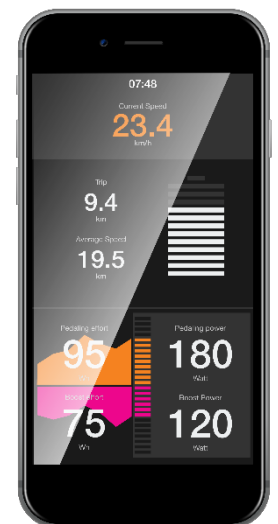 07:48
Current Speed
23.4
km/h
Trip
9.4
km
Average Speed
19.5
km
Pedaling effort
95
Wh
Boost effort
75
Wh
Pedaling power
180
Watt
Boost Power
120
Watt